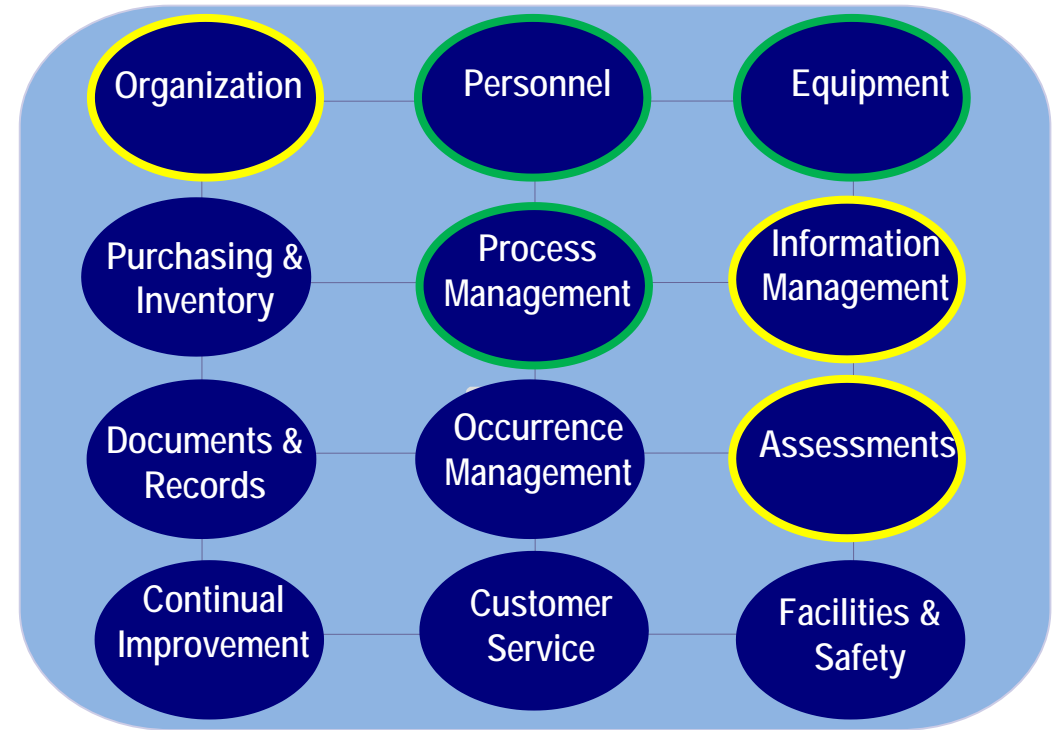 Organization
Personnel
Equipment
Purchasing &
Inventory
Process
Management
Information
Management
Documents &
Records
Occurrence
Management
Assessments
Continual
Improvement
Customer
Service
Facilities &
Safety